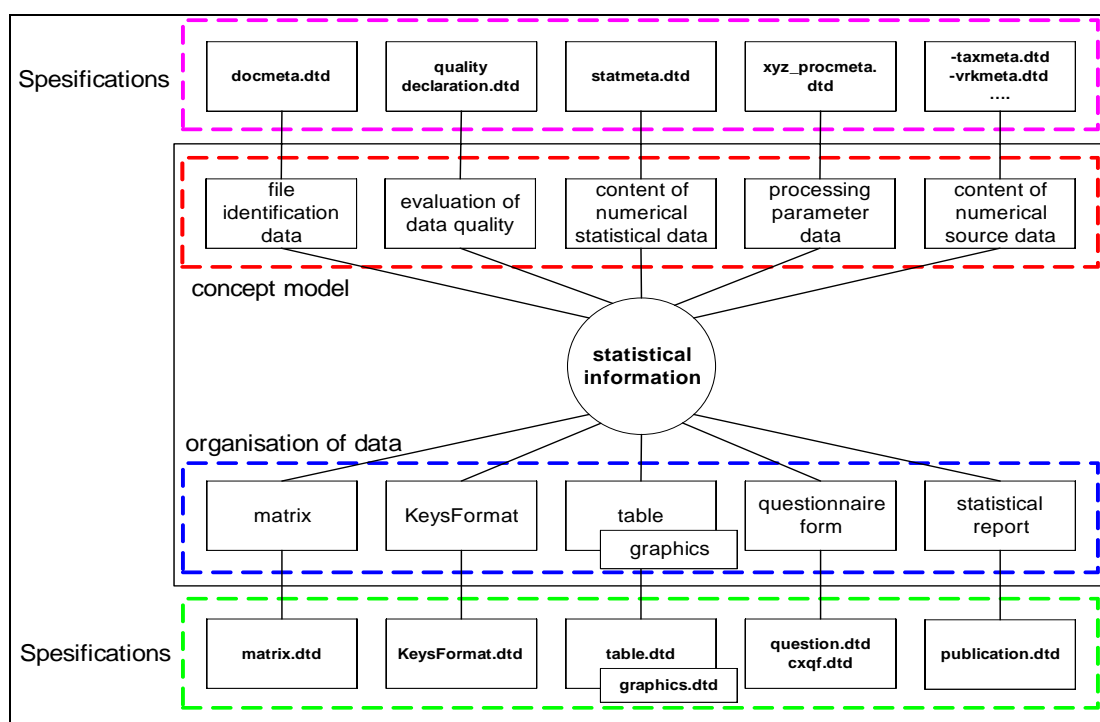 Spesifications
docmeta.dtd
quality
declaration.dtd
statmeta.dtd
xyz_procmeta.
dtd
-taxmeta.dtd
-vrkmeta.dtd
....
file
identification
data
evaluation of
data quality
content of
numerical
statistical data
processing
parameter
data
content of
numerical
source data
concept model
statistical
information
organisation of data
matrix
KeysFormat
table
graphics
questionnaire
form
statistical
report
Spesifications
matrix.dtd
KeysFormat.dtd
table.dtd
graphics.dtd
question.dtd
cxqf.dtd
publication.dtd